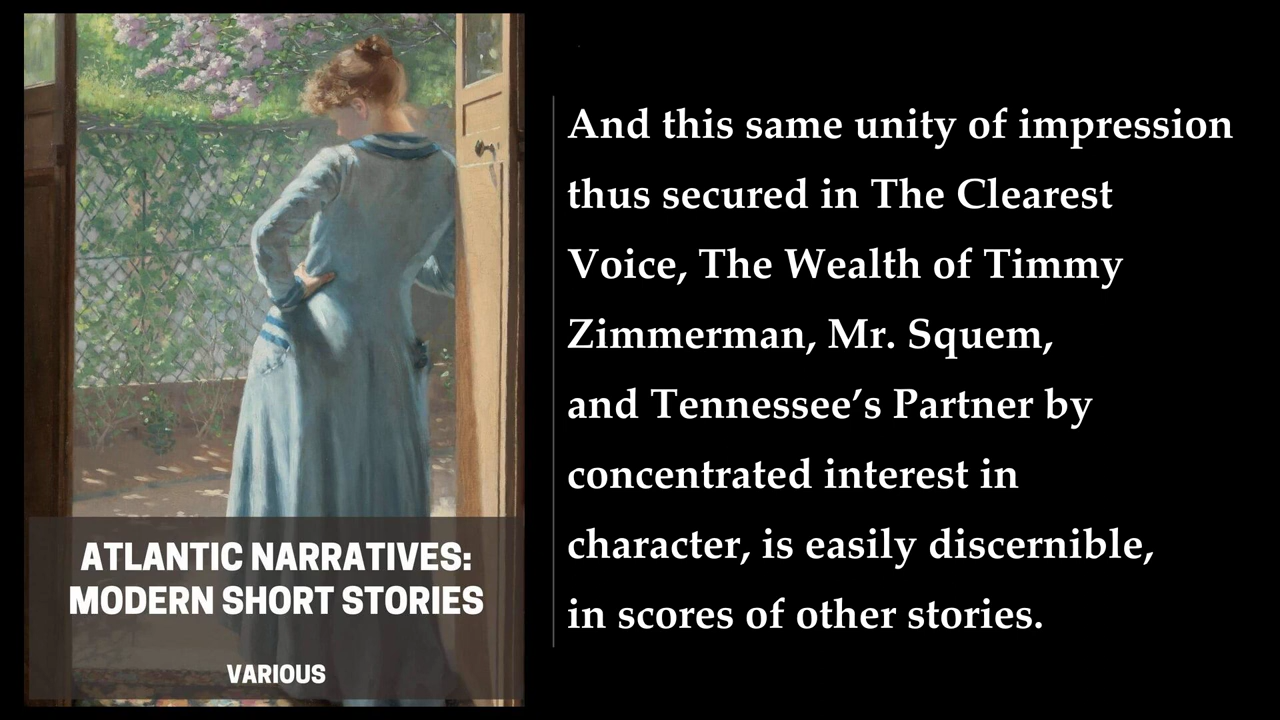 ATLANTIC NARRATIVES:
MODERN SHORT STORIES
VARIOUS
And this same unity of impression
thus secured in The Clearest
Voice, The Wealth of Timmy
Zimmerman, Mr. Squem,
and Tennessee’s Partner by
concentrated interest in
character, is easily discernible,
in scores of other stories.